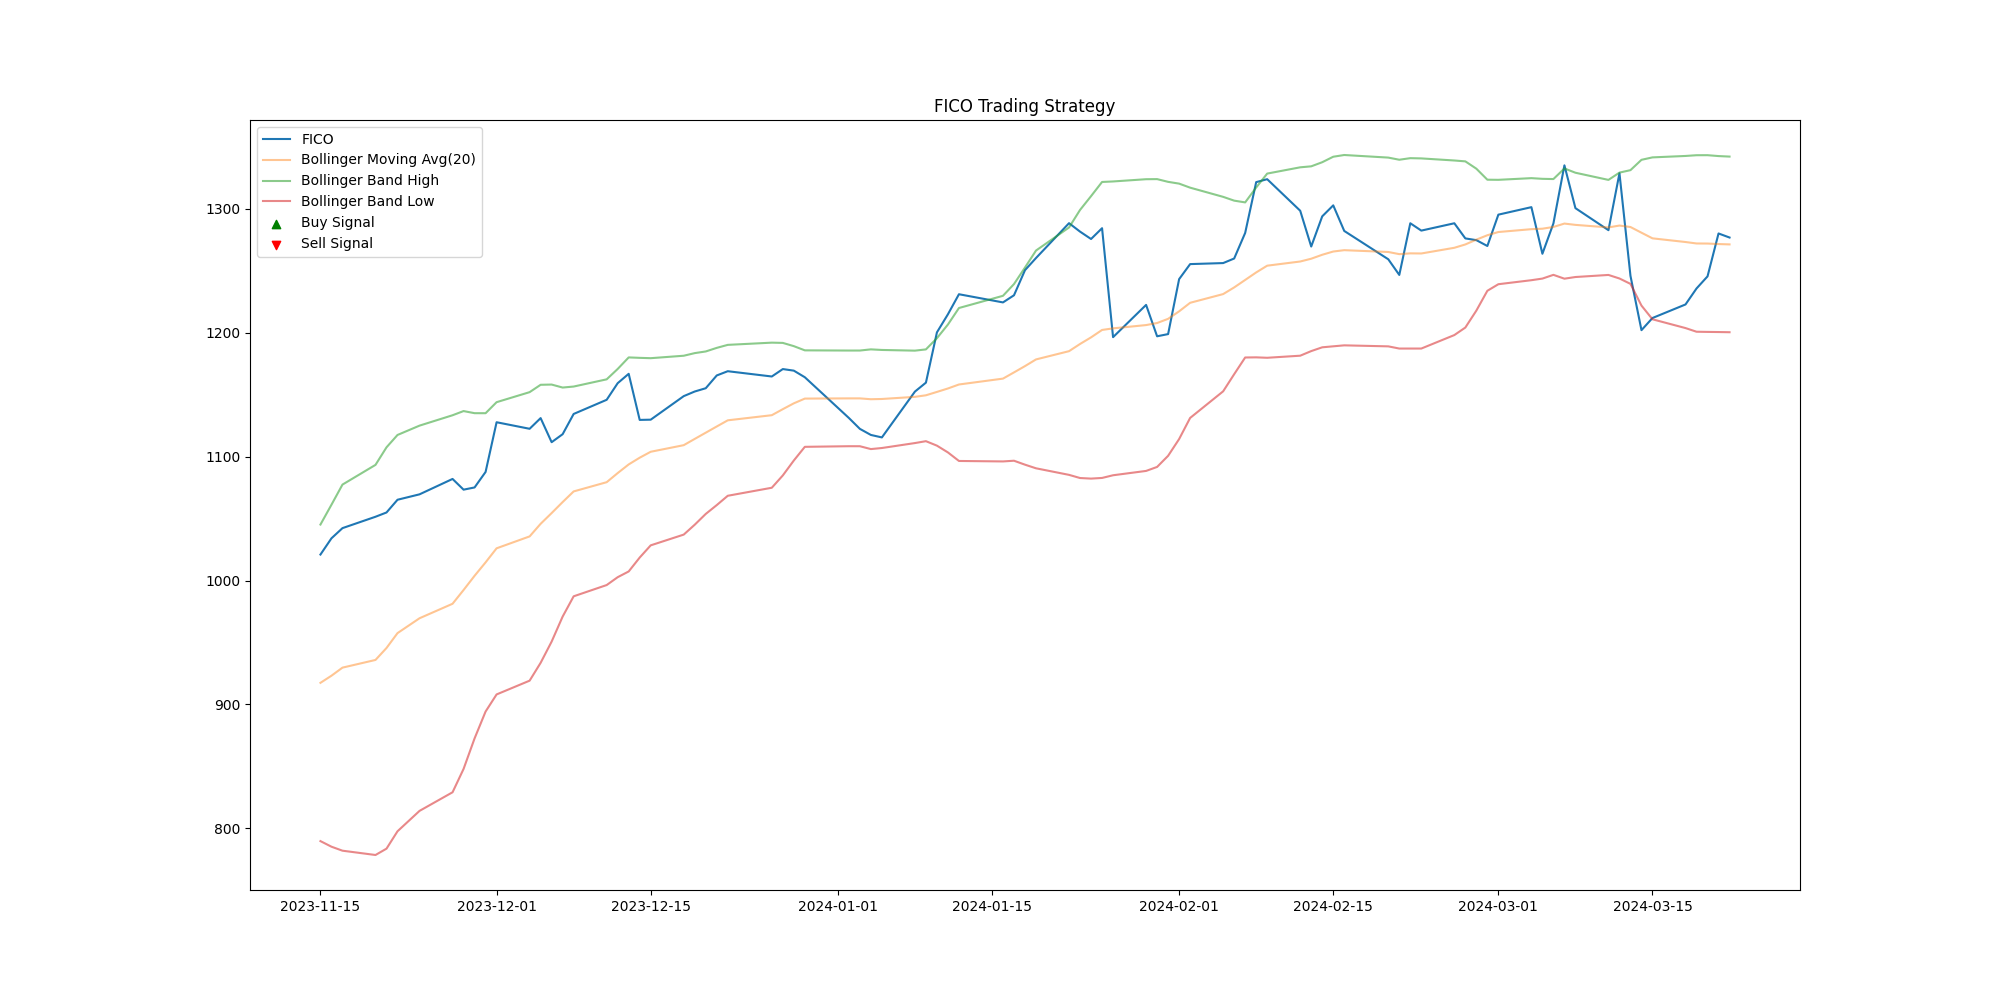 FICO Trading Strategy
FICO
Bollinger Moving Avg(20)
Bollinger Band High
Bollinger Band Low
Buy Signal
Sell Signal
1300
1200
1100
1000
900
800
2023-11-15 2023-12-01 2023-12-15 2024-01-01 2024-01-15 2024-02-01 2024-02-15 2024-03-01 2024-03-15